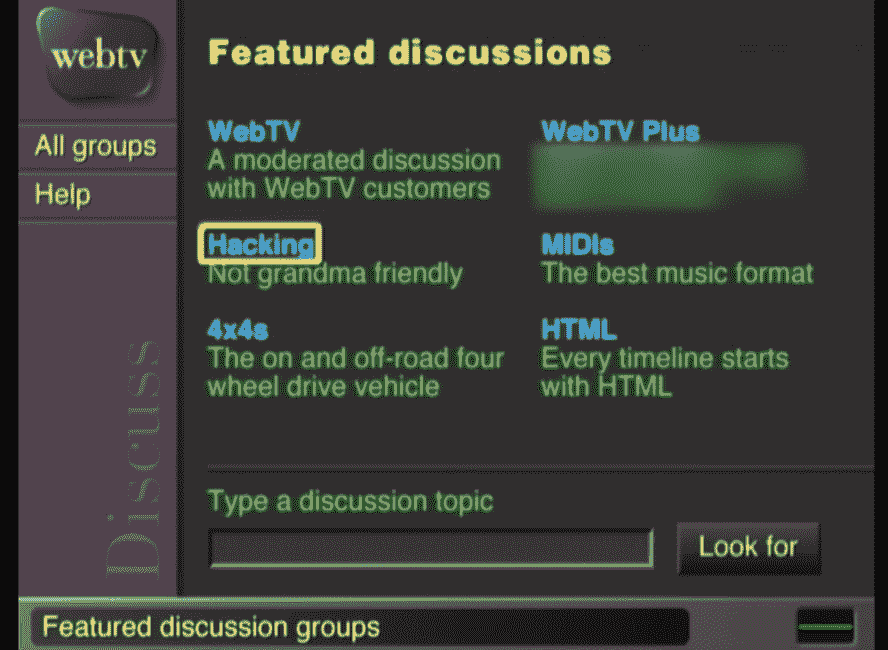 webtv
All groups
Help
Discuss
Featured discussions
WebTV
A moderated discussion
with WebTV customers
WebTV Plus
Hacking
Not grandma friendly
MIDIs
The best music format
4x4s
The on and off-road four
wheel drive vehicle
HTML
Every timeline starts
with HTML
Type a discussion topic
Look for
Featured discussion groups